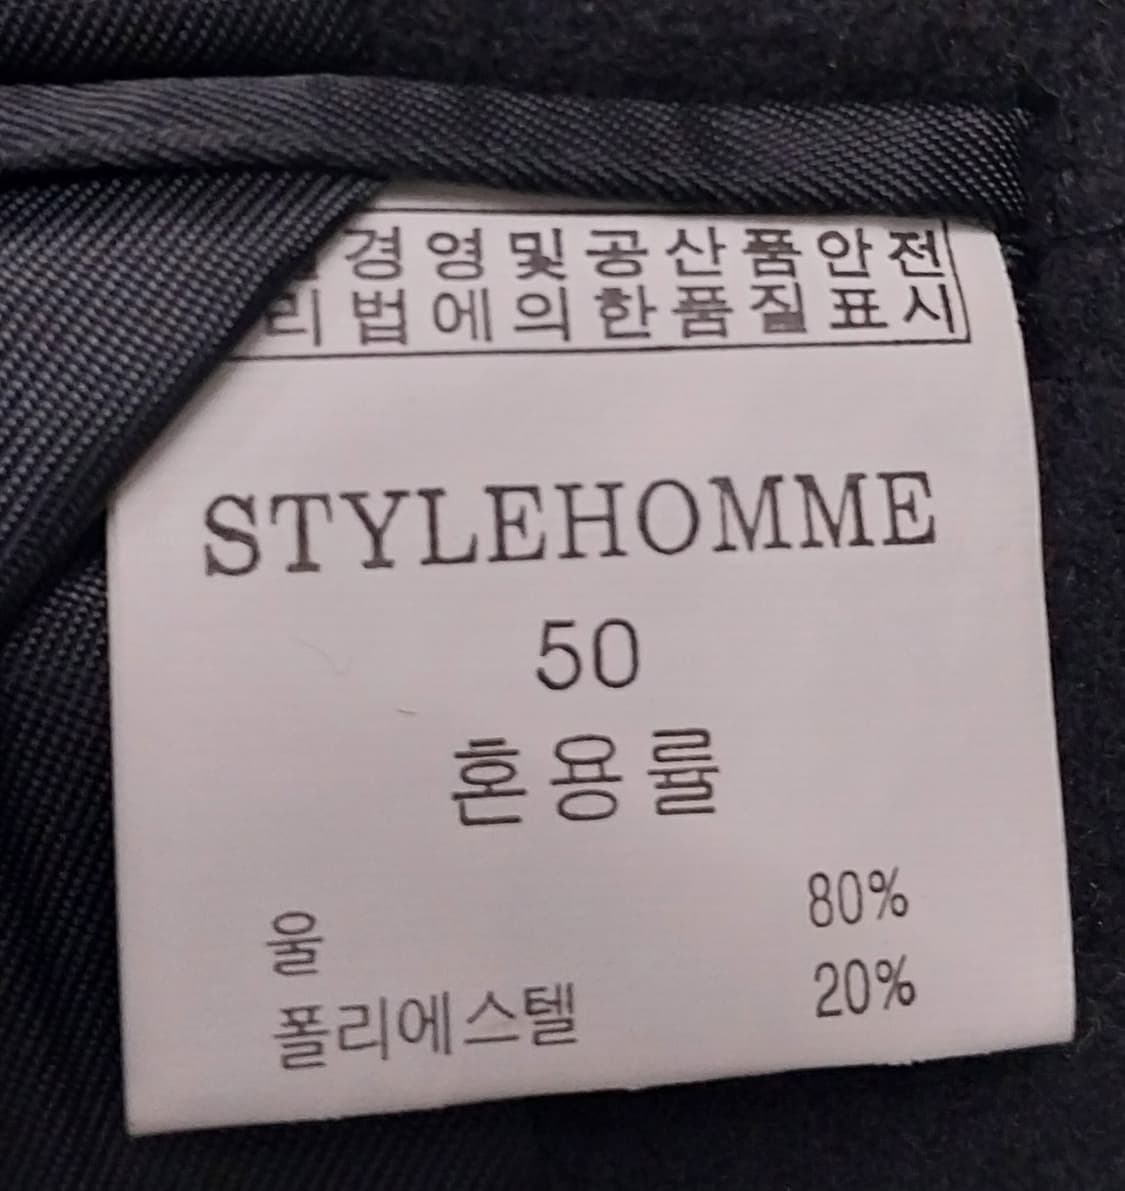 경영및공산품안전
리법에의한품질표시
STYLEHOMME
50
혼용률
울 80%
폴리에스텔 20%